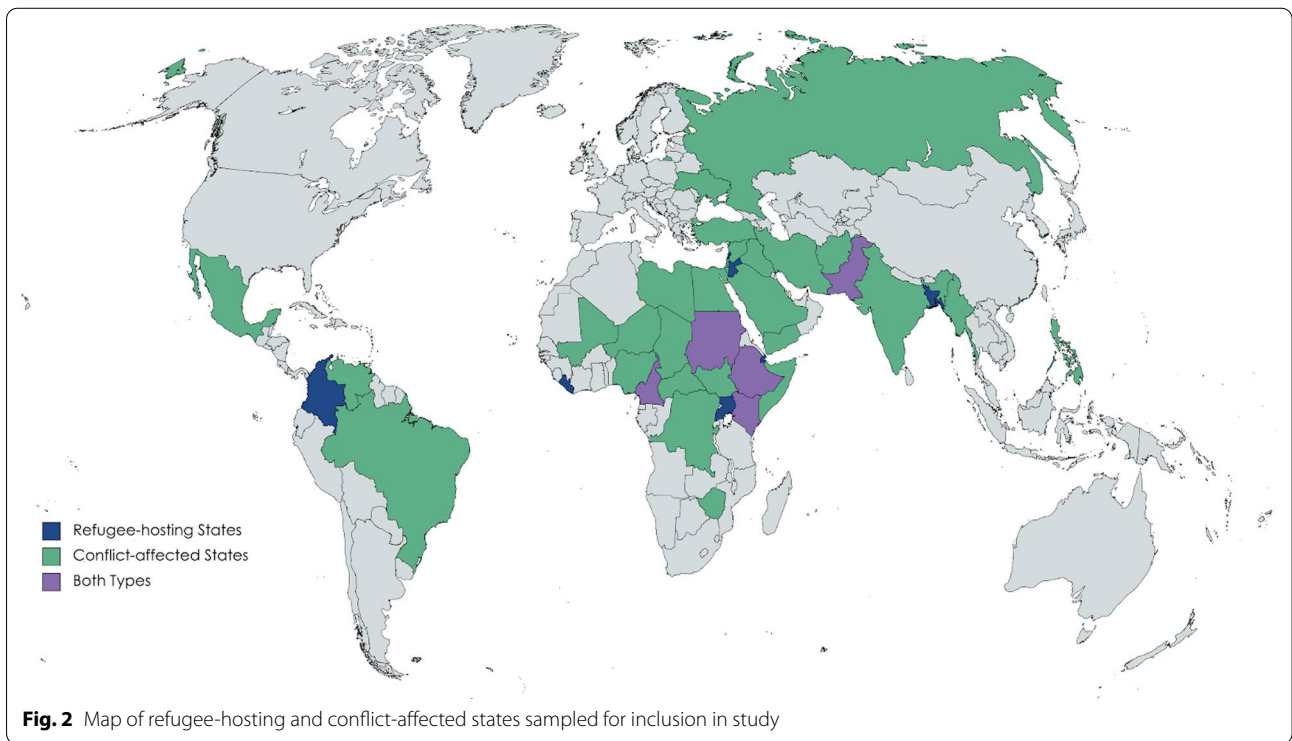 Refugee-hosting States
Conflict-affected States
Both Types
Fig. 2 Map of refugee-hosting and conflict-affected states sampled for inclusion in study